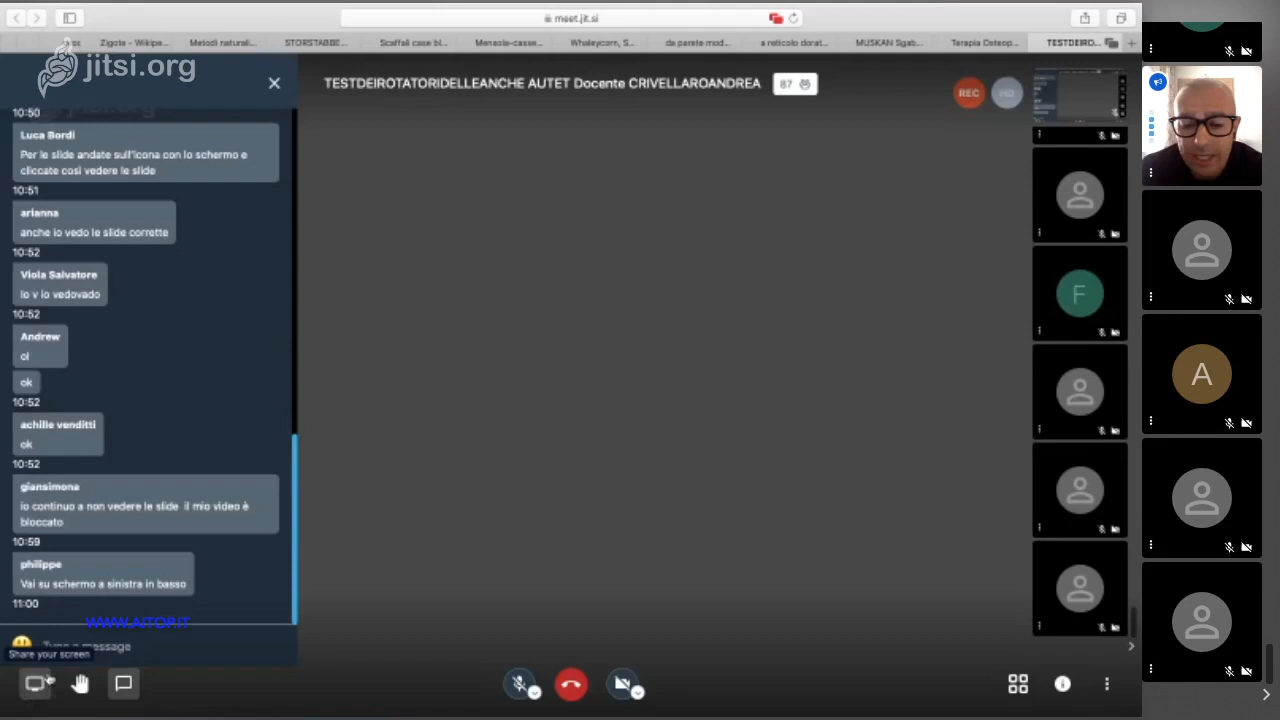 meet.jit.si
Zigote - Wikipe...
Metodi naturali...
STORSTABBE...
Scaffali case bl...
Mensole-casse...
Whaleycorn, S...
da parete mod...
a reticolo dorat...
MUSKAN Sgab...
Terapia Osteop...
TESTDEIRO...
jitsi.org
TESTDEIROTATORIDELLEANCHE AUTET Docente CRIVELLAROANDREA
87
REC
HD
10:50
Luca Bordi
Per le slide andate sull'icona con lo schermo e
cliccate così vedere le slide
10:51
arianna
anche io vedo le slide corrette
10:52
Viola Salvatore
Io v io vedovado
10:52
Andrew
ol
ok
10:52
achille venditti
ok
10:52
giansimona
io continuo a non vedere le slide il mio video è
bloccato
10:59
philippe
Vai su schermo a sinistra in basso
11:00
WWW.AITOP.IT
Type a message
Share your screen
F
A